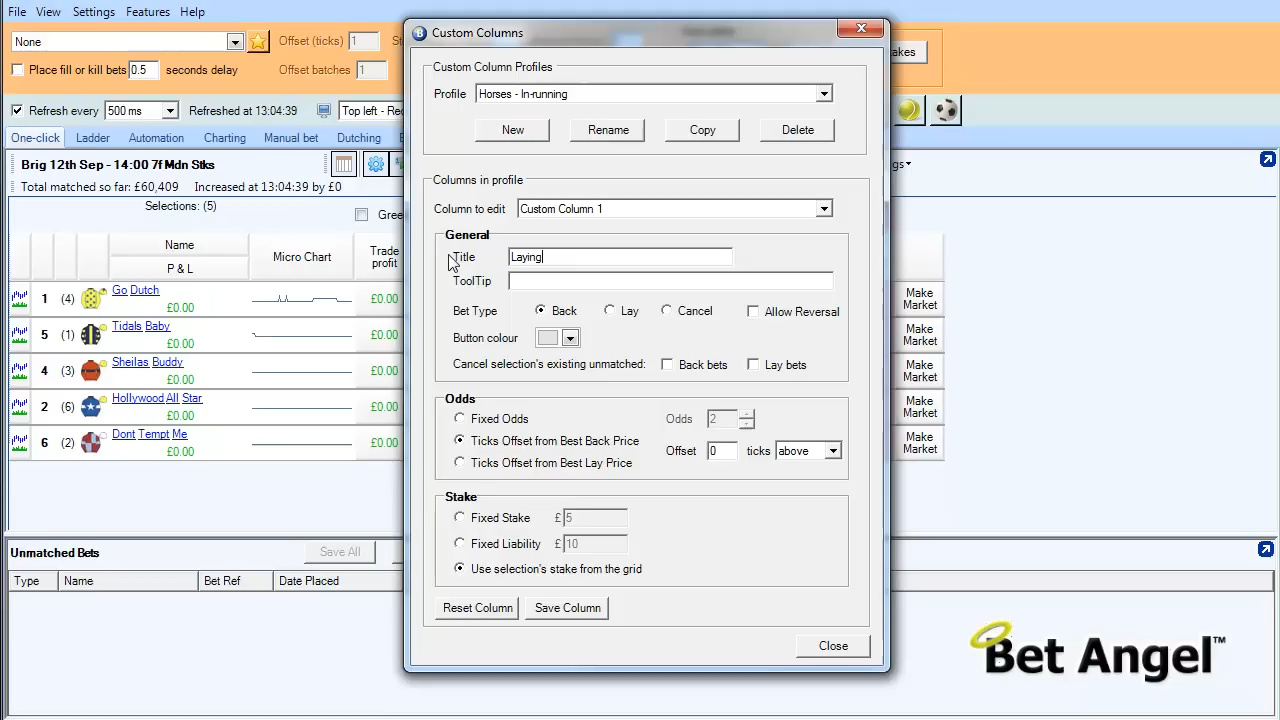 File View Settings Features Help
None Offset (ticks) 1
Place fill or kill bets 0.5 seconds delay Offset batches 1
Refresh every 500 ms Refreshed at 13:04:39
One-click Ladder Automation Charting Manual bet Dutching
Brig 12th Sep - 14:00 7f Mdn Stks
Total matched so far: £60,409 Increased at 13:04:39 by £0
Selections: (5)
Name
P & L
Micro Chart
Trade
profit
1 (4) Go Dutch
£0.00
£0.00
5 (1) Tidals Baby
£0.00
£0.00
4 (3) Sheilas Buddy
£0.00
£0.00
2 (6) Hollywood All Star
£0.00
£0.00
6 (2) Dont Tempt Me
£0.00
£0.00
Make
Market
Make
Market
Make
Market
Make
Market
Make
Market
Unmatched Bets Save All
Type Name Bet Ref Date Placed
Custom Columns
Custom Column Profiles
Profile Horses - In-running
New Rename Copy Delete
Columns in profile
Column to edit Custom Column 1
General
Title Laying
ToolTip
Bet Type Back Lay Cancel Allow Reversal
Button colour
Cancel selection's existing unmatched: Back bets Lay bets
Odds
Fixed Odds Odds 2
Ticks Offset from Best Back Price
Offset 0 ticks above
Ticks Offset from Best Lay Price
Stake
Fixed Stake £ 5
Fixed Liability £ 10
Use selection's stake from the grid
Reset Column Save Column
Close
Bet Angel™